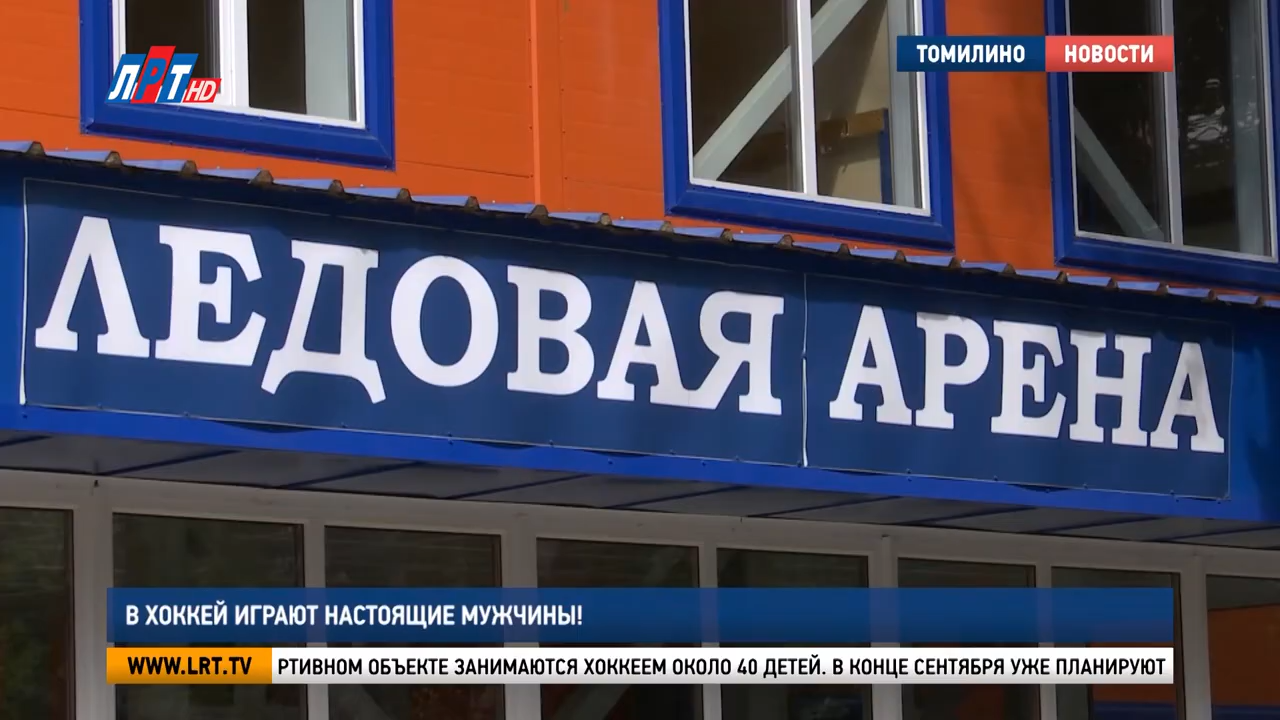 ЛРТ HD
ТОМИЛИНО НОВОСТИ
ЛЕДОВАЯ АРЕНА
В ХОККЕЙ ИГРАЮТ НАСТОЯЩИЕ МУЖЧИНЫ!
WWW.LRT.TV РТИВНОМ ОБЪЕКТЕ ЗАНИМАЮТСЯ ХОККЕЕМ ОКОЛО 40 ДЕТЕЙ. В КОНЦЕ СЕНТЯБРЯ УЖЕ ПЛАНИРУЮТ